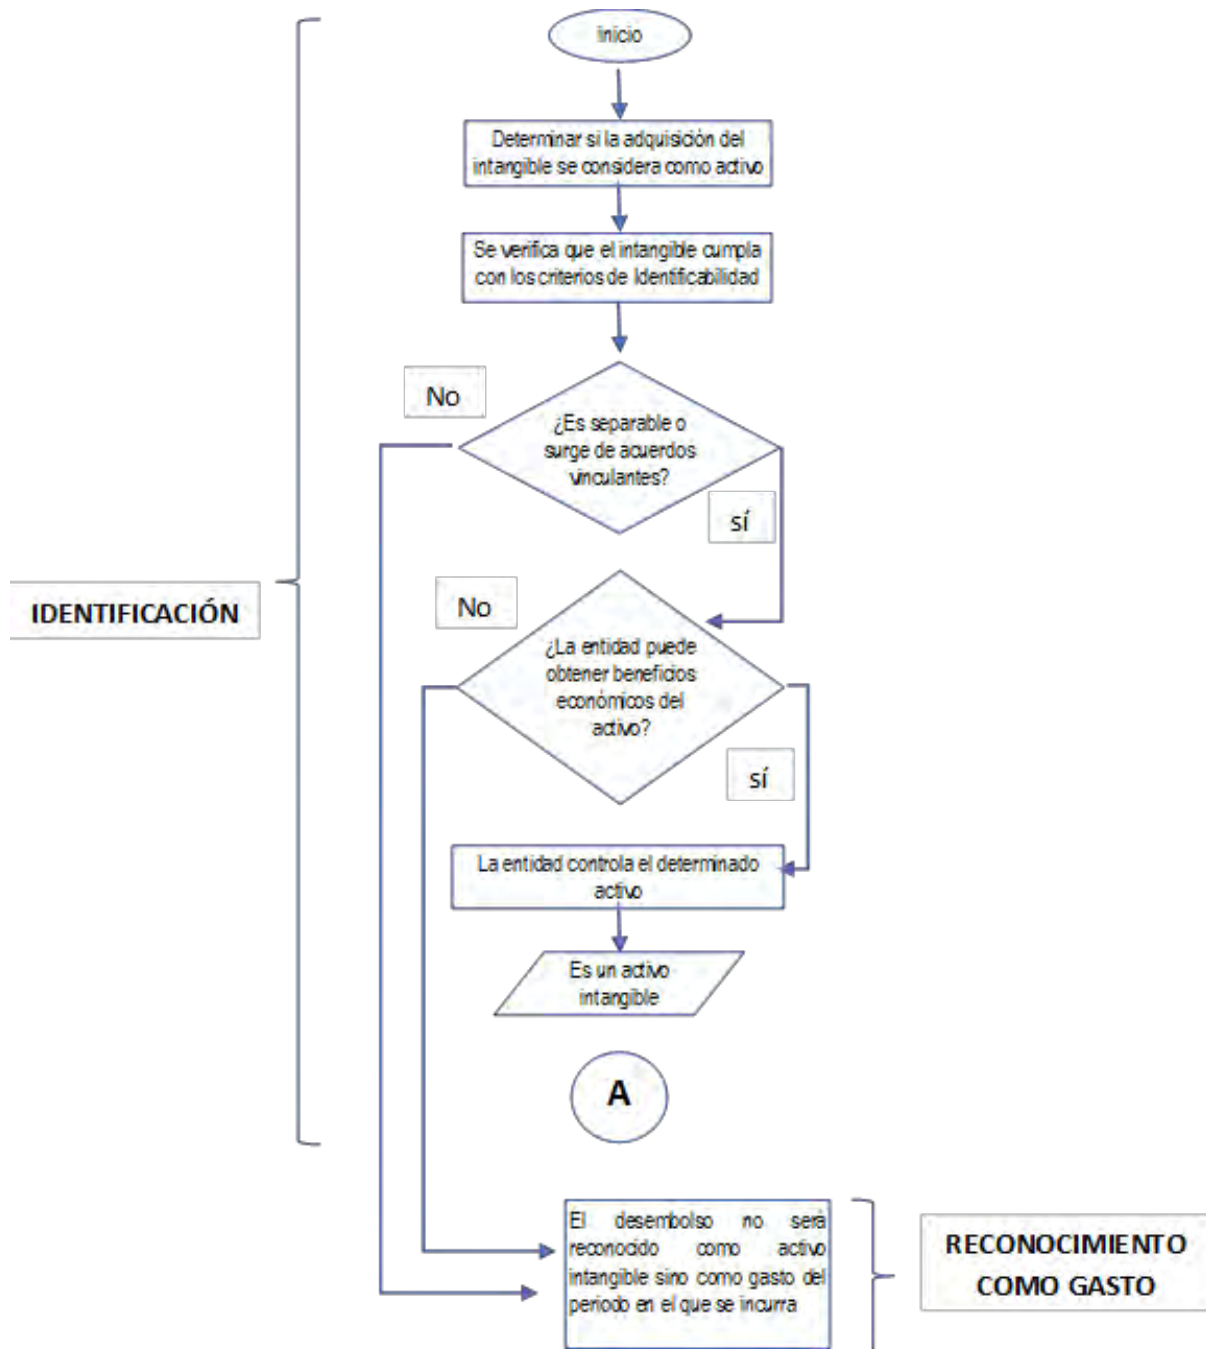 inicio
Determinar si la adquisición del
intangible se considera como activo
Se verifica que el intangible cumpla
con los criterios de Identificabilidad
No
¿Es separable o
surge de acuerdos
vinculantes?
sí
IDENTIFICACIÓN
No
¿La entidad puede
obtener beneficios
económicos del
activo?
sí
La entidad controla el determinado
activo
Es un activo
intangible
A
El desembolso no será
reconocido como activo
intangible sino como gasto del
periodo en el que se incurra
RECONOCIMIENTO
COMO GASTO